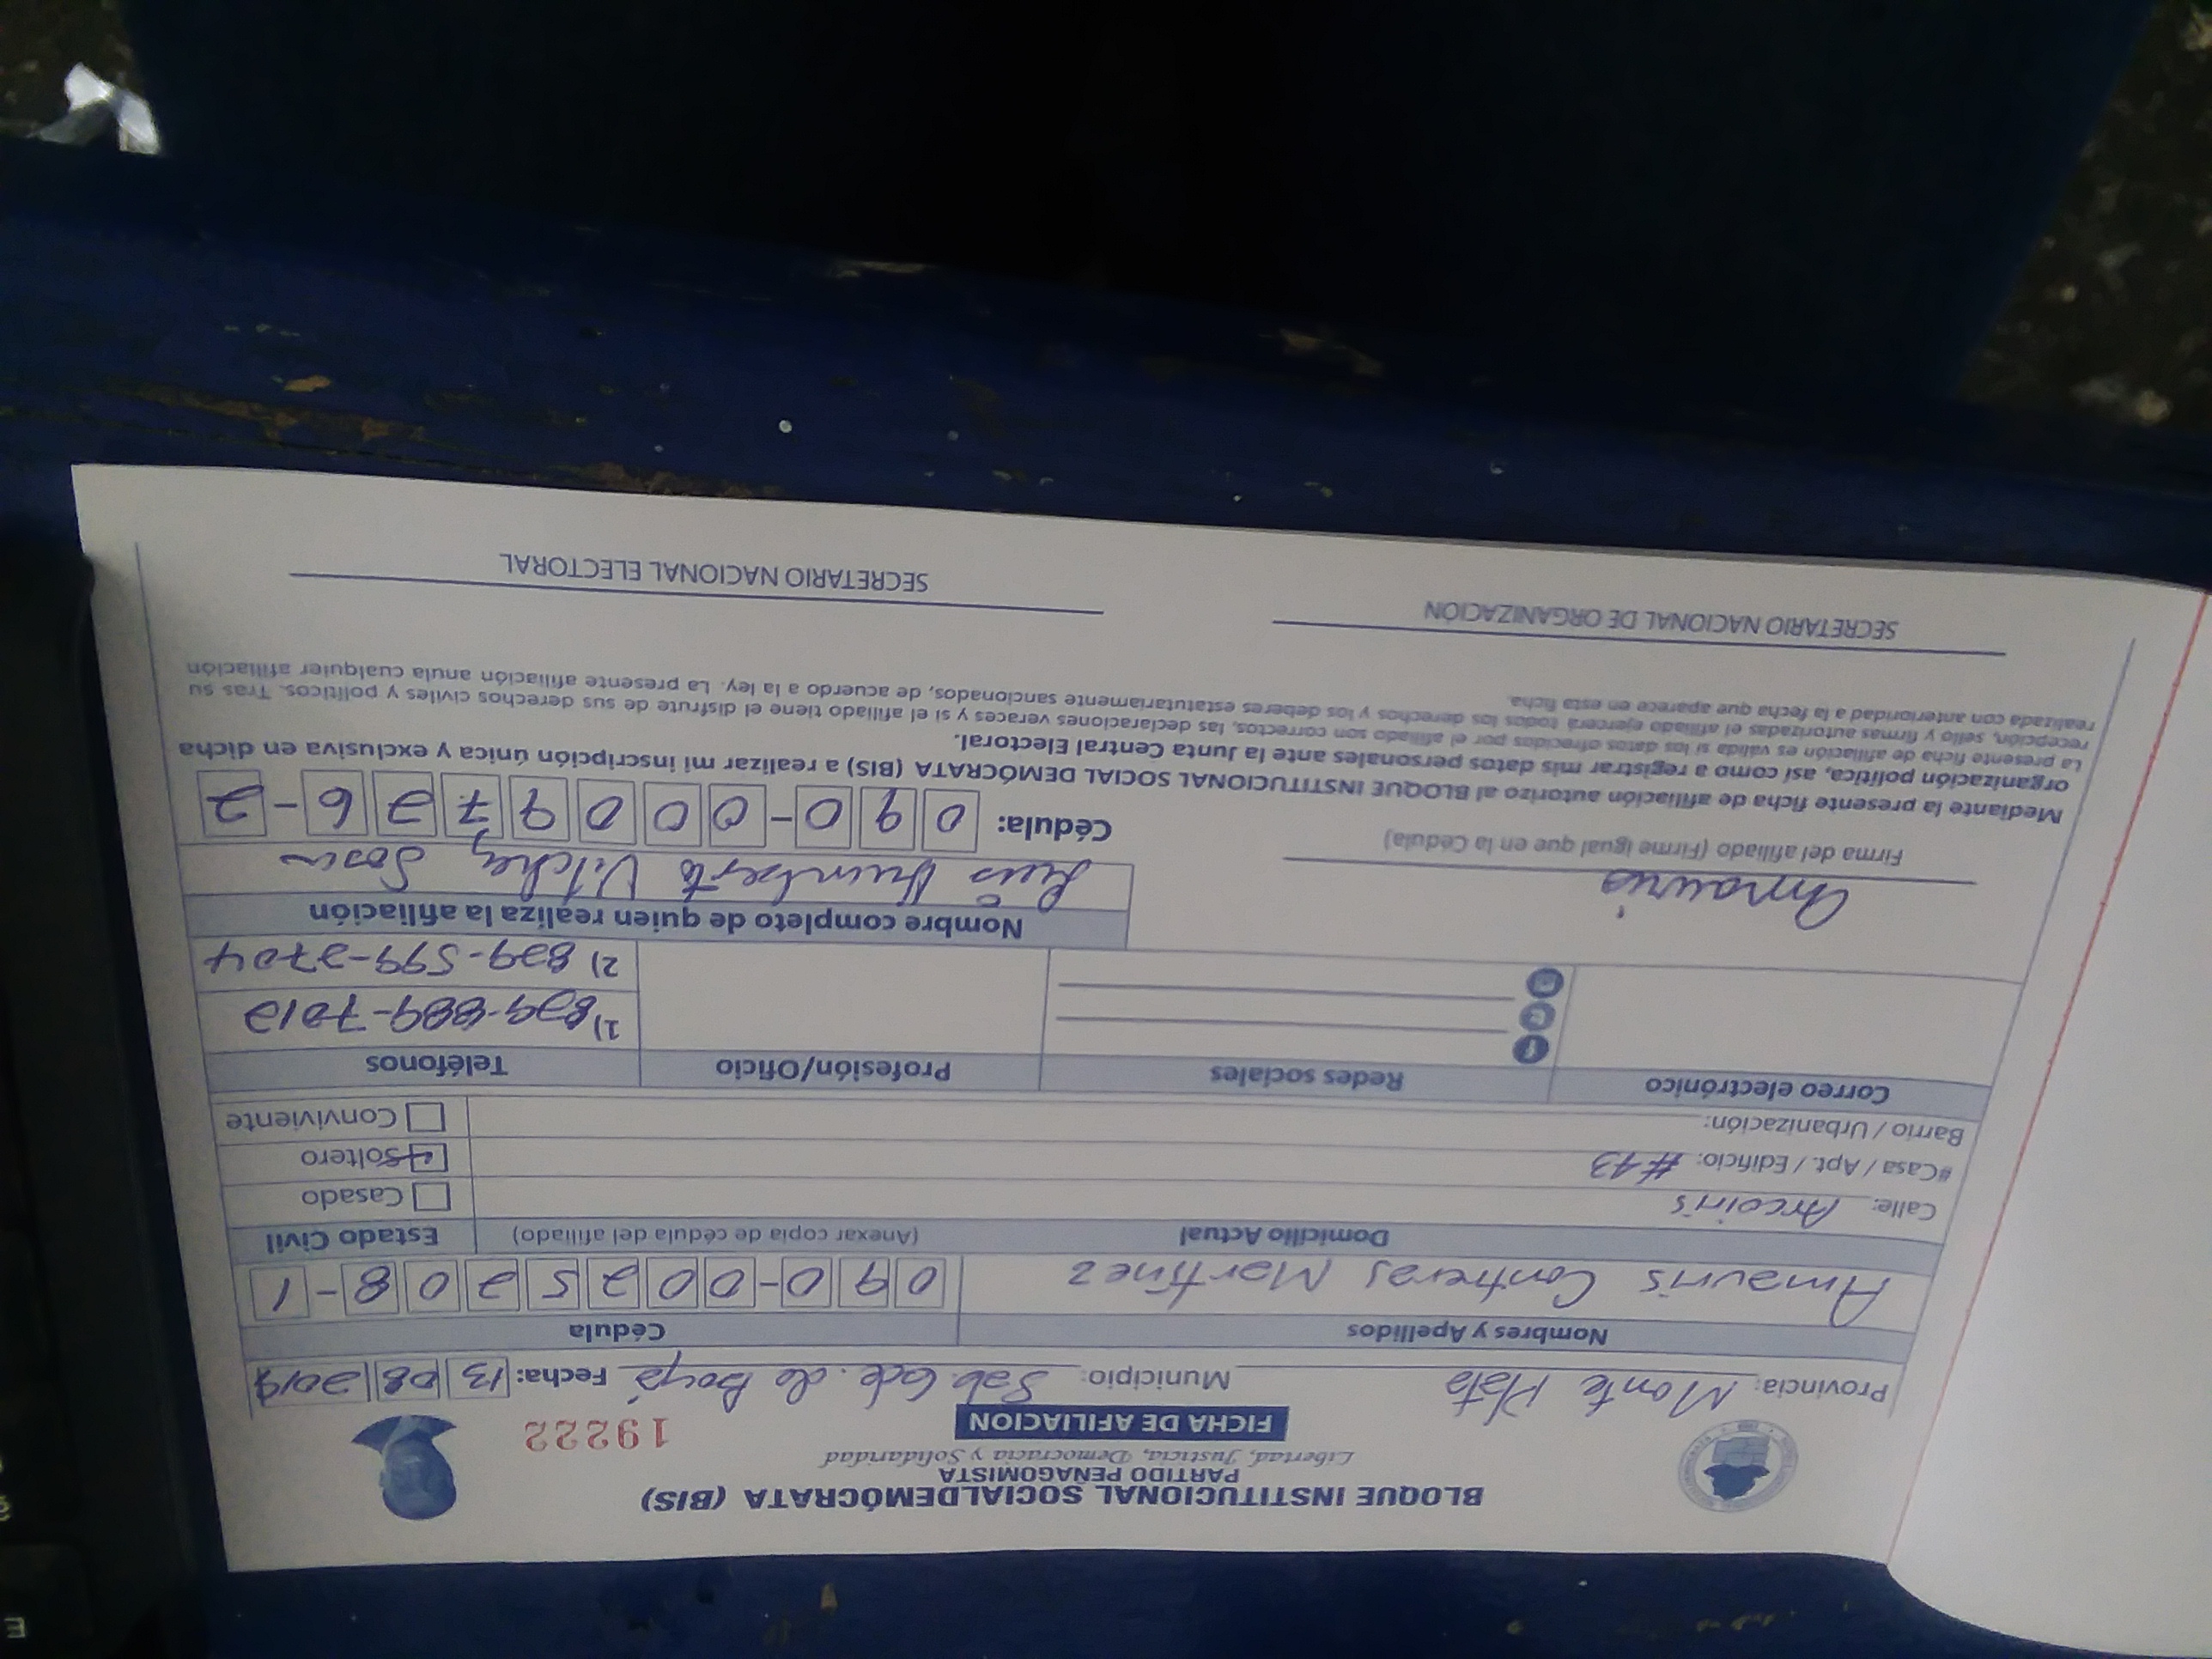 BLOQUE INSTITUCIONAL SOCIALDEMÓCRATA (BIS)
PARTIDO PEÑAGOMISTA
Libertad, Justicia, Democracia y Solidaridad
FICHA DE AFILIACION
19222
Provincia: Monte Plata Municipio: Sab. Gde. de Boyá Fecha: 13 08 2019
Nombres y Apellidos Cédula
Amauris Contreras Martínez 090-0025208-1
Domicilio Actual (Anexar copia de cédula del afiliado) Estado Civil
Calle: Arcoiris Casado
#Casa / Apt. / Edificio: #43 Soltero
Barrio / Urbanización: Conviviente
Correo electrónico Redes sociales Profesión/Oficio Teléfonos
1) 829-889-7012
2) 829-599-2704
Nombre completo de quien realiza la afiliación
Amauris
Luis Humberto Vilchez Sosa
Firma del afiliado (Firme igual que en la Cédula)
Cédula: 090-0009726-2
Mediante la presente ficha de afiliación autorizo al BLOQUE INSTITUCIONAL SOCIAL DEMÓCRATA (BIS) a realizar mi inscripción única y exclusiva en dicha
organización política, así como a registrar mis datos personales ante la Junta Central Electoral.
La presente ficha de afiliación es válida si los datos ofrecidos por el afiliado son correctos, las declaraciones veraces y si el afiliado tiene el disfrute de sus derechos civiles y políticos. Tras su
recepción, sello y firmas autorizadas el afiliado ejercerá todos los derechos y los deberes estatutariamente sancionados, de acuerdo a la ley. La presente afiliación anula cualquier afiliación
realizada con anterioridad a la fecha que aparece en esta ficha.
SECRETARIO NACIONAL DE ORGANIZACIÓN
SECRETARIO NACIONAL ELECTORAL